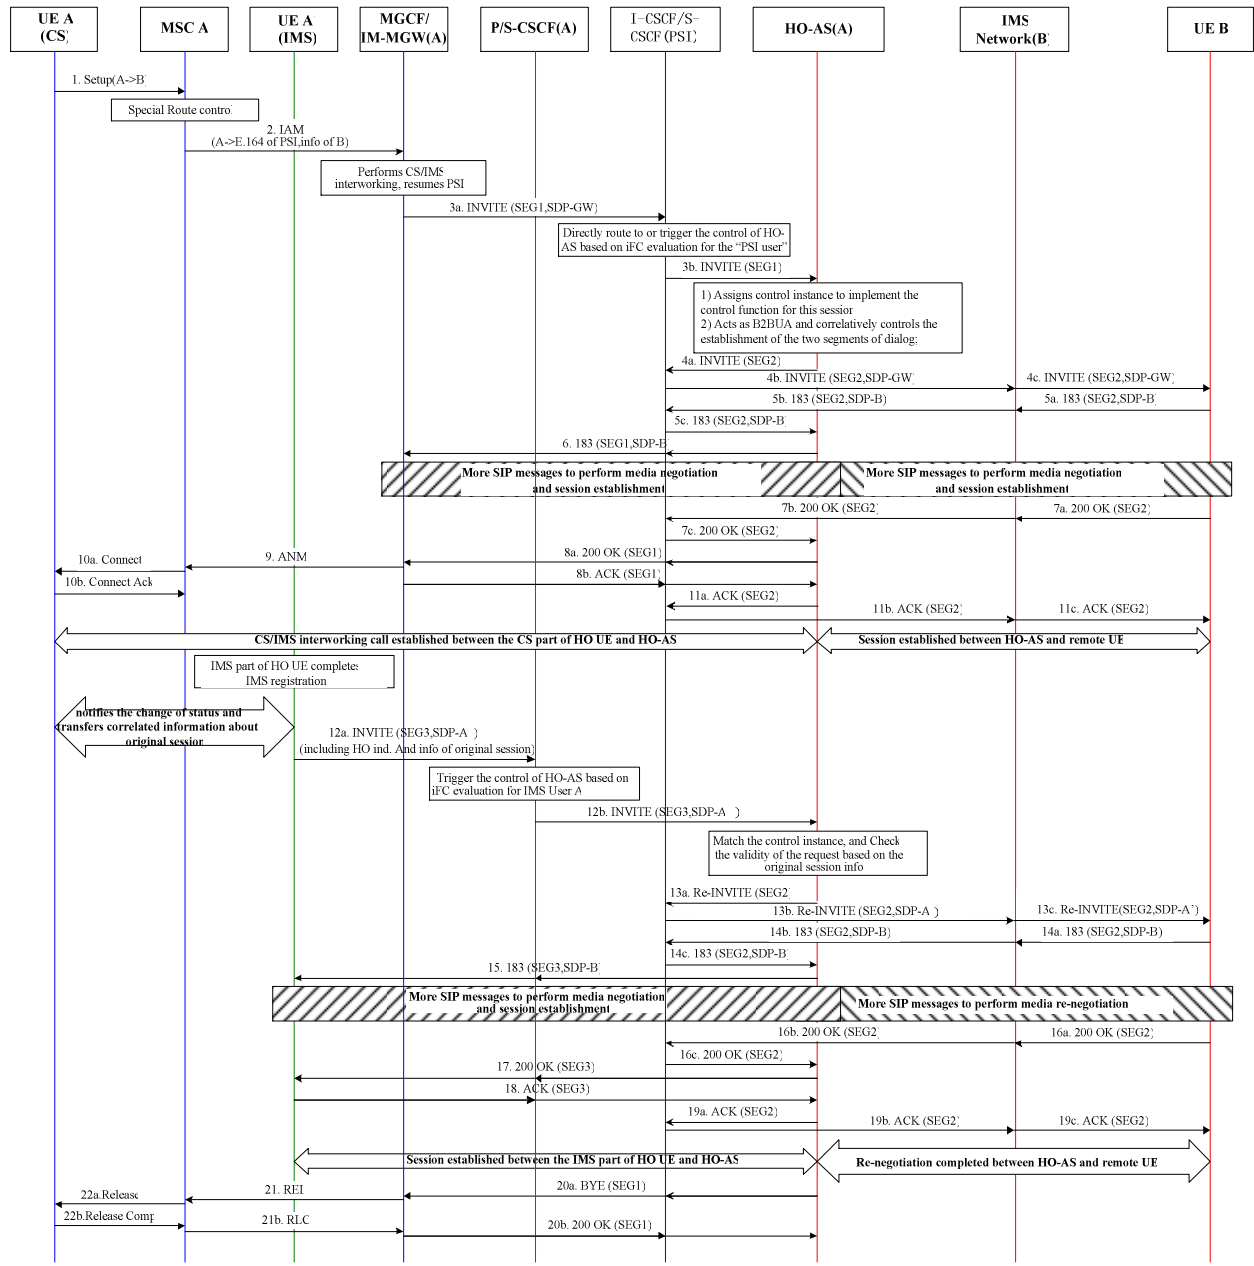 UE A
(CS)
MSC A
UE A
(IMS)
MGCF/
IM-MGW(A)
P/S-CSCF(A)
I-CSCF/S-
CSCF(PSI)
HO-AS(A)
IMS
Network(B)
UE B
1. Setup(A->B)
Special Route control
2. IAM
(A->E.164 of PSI,info of B)
Performs CS/IMS
interworking, resumes PSI
3a. INVITE (SEG1,SDP-GW)
Directly route to or trigger the control of HO-
AS based on iFC evaluation for the “PSI user”
3b. INVITE (SEG1)
1) Assigns control instance to implement the
control function for this session
2) Acts as B2BUA and correlatively controls the
establishment of the two segments of dialog;
4a. INVITE (SEG2)
4b. INVITE (SEG2,SDP-GW)
4c. INVITE (SEG2,SDP-GW)
5b. 183 (SEG2,SDP-B)
5a. 183 (SEG2,SDP-B)
5c. 183 (SEG2,SDP-B)
6. 183 (SEG1,SDP-B
More SIP messages to perform media negotiation
and session establishment
More SIP messages to perform media negotiation
and session establishment
7b. 200 OK (SEG2)
7a. 200 OK (SEG2)
7c. 200 OK (SEG2)
8a. 200 OK (SEG1)
9. ANM
10a. Connect
8b. ACK (SEG1)
10b. Connect Ack
11a. ACK (SEG2)
11b. ACK (SEG2)
11c. ACK (SEG2)
CS/IMS interworking call established between the CS part of HO UE and HO-AS
Session established between HO-AS and remote UE
IMS part of HO UE completes
IMS registration
notifies the change of status and
transfers correlated information about
original session
12a. INVITE (SEG3,SDP-A )
(including HO ind. And info of original session)
Trigger the control of HO-AS based on
iFC evaluation for IMS User A
12b. INVITE (SEG3,SDP-A )
Match the control instance, and Check
the validity of the request based on the
original session info
13a. Re-INVITE (SEG2)
13b. Re-INVITE (SEG2,SDP-A )
13c. Re-INVITE(SEG2,SDP-A’)
14b. 183 (SEG2,SDP-B)
14a. 183 (SEG2,SDP-B)
14c. 183 (SEG2,SDP-B)
15. 183 (SEG3,SDP-B)
More SIP messages to perform media negotiation
and session establishment
More SIP messages to perform media re-negotiation
16b. 200 OK (SEG2)
16a. 200 OK (SEG2)
16c. 200 OK (SEG2)
17. 200 OK (SEG3)
18. ACK (SEG3)
19a. ACK (SEG2)
19b. ACK (SEG2)
19c. ACK (SEG2)
Session established between the IMS part of HO UE and HO-AS
Re-negotiation completed between HO-AS and remote UE
20a. BYE (SEG1)
21. REL
22a.Release
22b.Release Comp
21b. RLC
20b. 200 OK (SEG1)